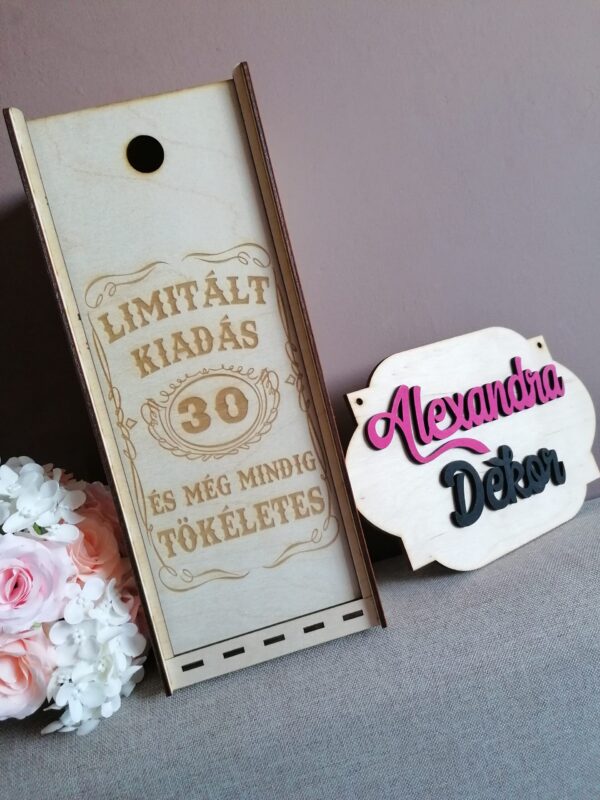 LIMITÁLT
KIADÁS
30
ÉS MÉG MINDIG
TÖKÉLETES
Alexandra
Dekor